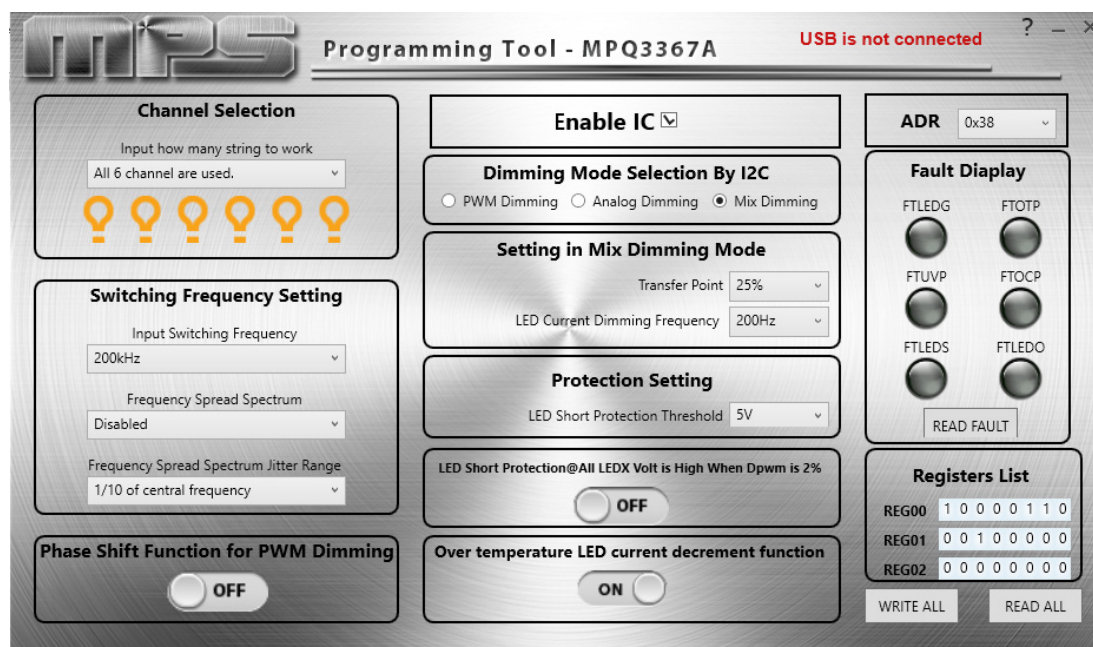 MPS
Programming Tool - MPQ3367A
USB is not connected
? –
Channel Selection
Input how many string to work
All 6 channel are used.
Switching Frequency Setting
Input Switching Frequency
200kHz
Frequency Spread Spectrum
Disabled
Frequency Spread Spectrum Jitter Range
1/10 of central frequency
Phase Shift Function for PWM Dimming
OFF
Enable IC
Dimming Mode Selection By I2C
PWM Dimming Analog Dimming Mix Dimming
Setting in Mix Dimming Mode
Transfer Point 25%
LED Current Dimming Frequency 200Hz
Protection Setting
LED Short Protection Threshold 5V
LED Short Protection@All LEDX Volt is High When Dpwm is 2%
OFF
Over temperature LED current decrement function
ON
ADR 0x38
Fault Diaplay
FTLEDG FTOTP
FTUVP FTOCP
FTLEDS FTLEDO
READ FAULT
Registers List
REG00 1 0 0 0 0 1 1 0
REG01 0 0 1 0 0 0 0 0
REG02 0 0 0 0 0 0 0 0
WRITE ALL READ ALL